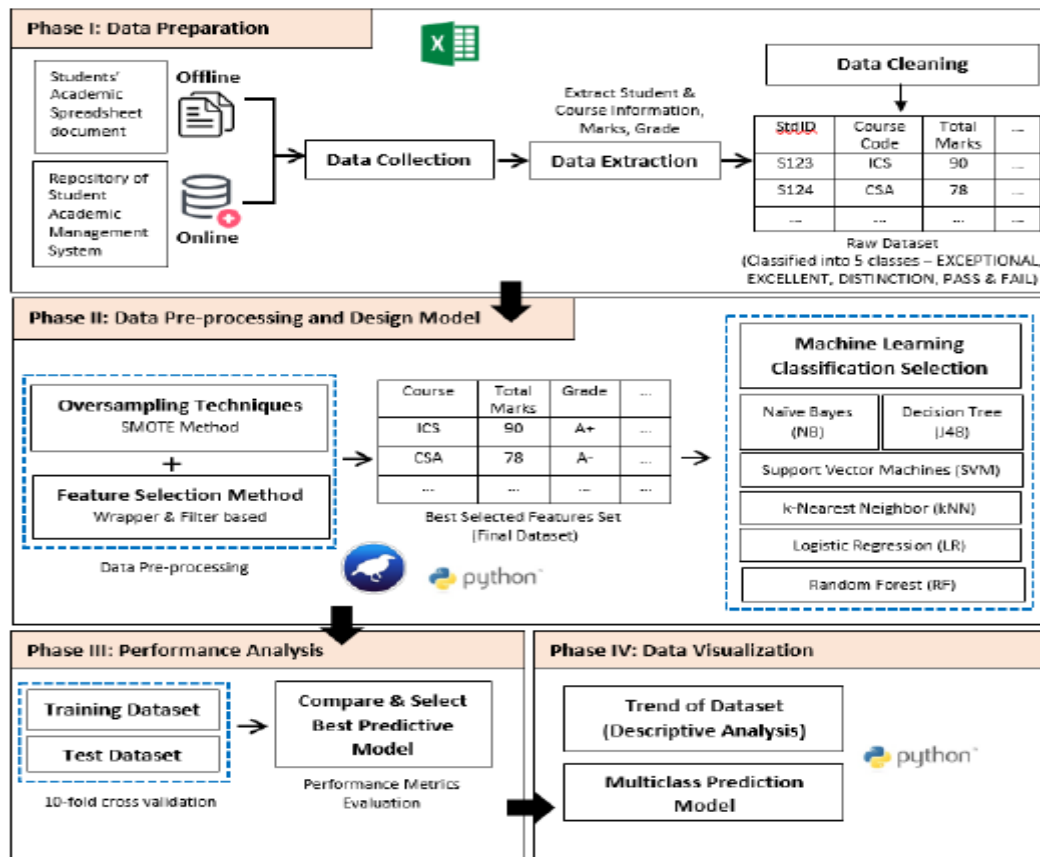 Phase I: Data Preparation
Students'
Academic
Spreadsheet
document
Offline
Repository of
Student
Academic
Management
System
Online
Data Collection
Extract Student &
Course Information,
Marks, Grade
Data Extraction
Data Cleaning
StdID Course Code Total Marks ...
S123 ICS 90 ...
S124 CSA 78 ...
... ... ... ...
Raw Dataset
(Classified into 5 classes – EXCEPTIONAL,
EXCELLENT, DISTINCTION, PASS & FAIL)
Phase II: Data Pre-processing and Design Model
Oversampling Techniques
SMOTE Method
+
Feature Selection Method
Wrapper & Filter based
Data Pre-processing
Course Total Marks Grade ...
ICS 90 A+ ...
CSA 78 A- ...
... ... ... ...
Best Selected Features Set
(Final Dataset)
python
Machine Learning
Classification Selection
Naïve Bayes
(NB)
Decision Tree
(J48)
Support Vector Machines (SVM)
k-Nearest Neighbor (kNN)
Logistic Regression (LR)
Random Forest (RF)
Phase III: Performance Analysis
Training Dataset
Test Dataset
10-fold cross validation
Compare & Select
Best Predictive
Model
Performance Metrics
Evaluation
Phase IV: Data Visualization
Trend of Dataset
(Descriptive Analysis)
Multiclass Prediction
Model
python